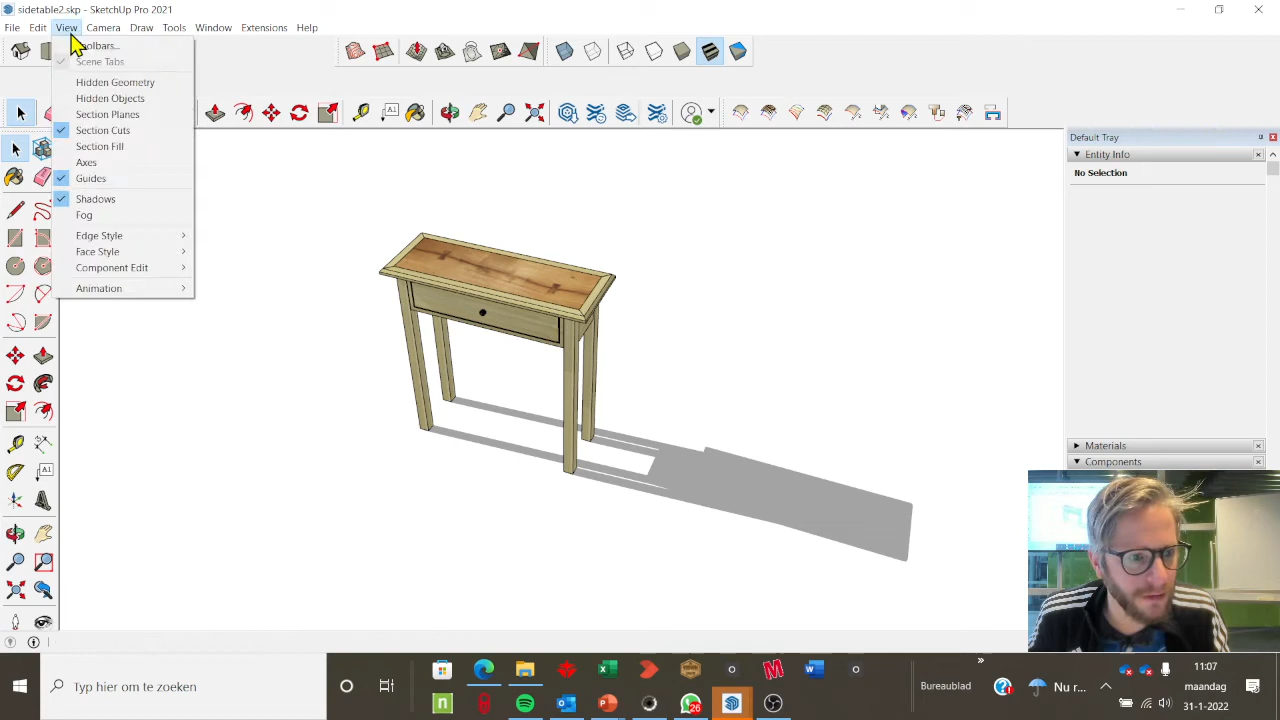 sidetable2.skp - SketchUp Pro 2021
File Edit View Camera Draw Tools Window Extensions Help
Scene Tabs
Hidden Geometry
Hidden Objects
Section Planes
Section Cuts
Section Fill
Axes
Guides
Shadows
Fog
Edge Style
Face Style
Component Edit
Animation
Default Tray
Entity Info
No Selection
Materials
Components
Typ hier om te zoeken
Bureaublad
Nu r...
11:07
maandag
31-1-2022
26